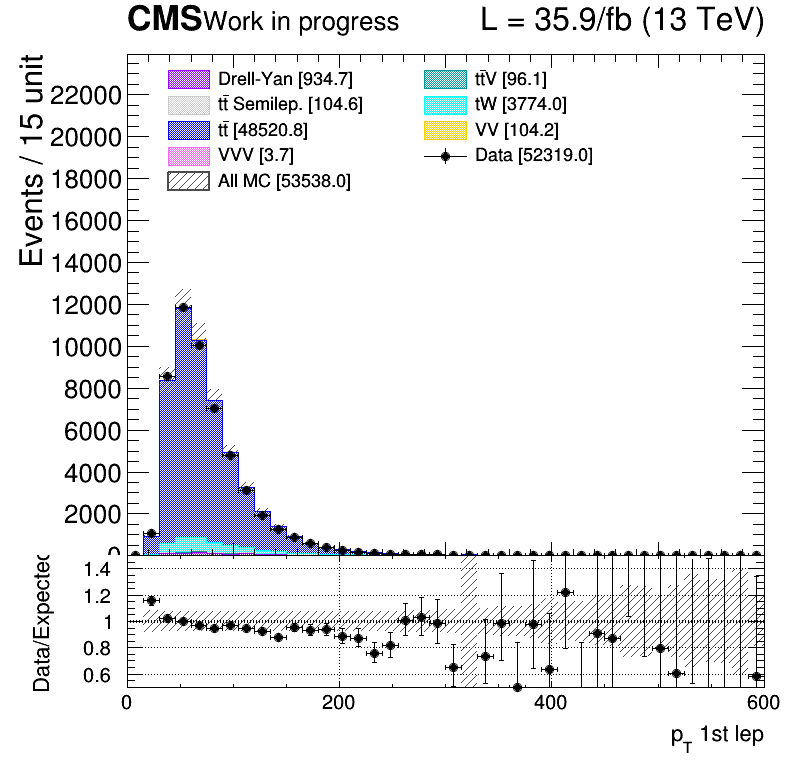 CMS Work in progress L = 35.9/fb (13 TeV)
Drell-Yan [934.7]
tt̄ Semilep. [104.6]
tt̄ [48520.8]
VVV [3.7]
All MC [53538.0]
tt̄V [96.1]
tW [3774.0]
VV [104.2]
Data [52319.0]
Events / 15 unit
22000
20000
18000
16000
14000
12000
10000
8000
6000
4000
2000
0
Data/Expected
1.4
1.2
1
0.8
0.6
0 200 400 600
p_T 1st lep